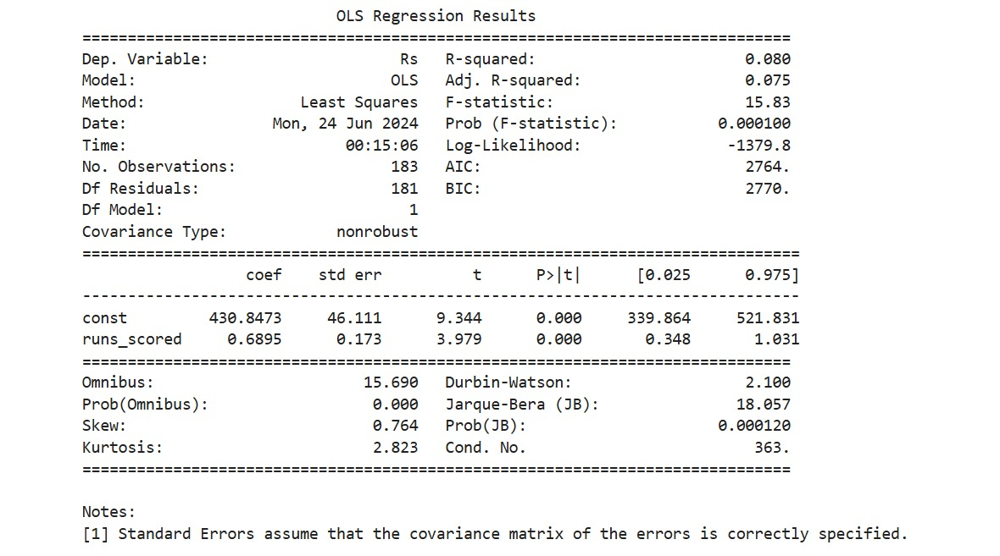 OLS Regression Results
==============================================================================
Dep. Variable:                     Rs   R-squared:                       0.080
Model:                            OLS   Adj. R-squared:                  0.075
Method:                 Least Squares   F-statistic:                     15.83
Date:                Mon, 24 Jun 2024   Prob (F-statistic):           0.000100
Time:                        00:15:06   Log-Likelihood:                -1379.8
No. Observations:                 183   AIC:                             2764.
Df Residuals:                     181   BIC:                             2770.
Df Model:                           1
Covariance Type:            nonrobust
===============================================================================
                  coef    std err          t      P>|t|      [0.025      0.975]
-------------------------------------------------------------------------------
const         430.8473     46.111      9.344      0.000     339.864     521.831
runs_scored     0.6895      0.173      3.979      0.000       0.348       1.031
==============================================================================
Omnibus:                       15.690   Durbin-Watson:                   2.100
Prob(Omnibus):                  0.000   Jarque-Bera (JB):               18.057
Skew:                           0.764   Prob(JB):                     0.000120
Kurtosis:                       2.823   Cond. No.                         363.
==============================================================================
Notes:
[1] Standard Errors assume that the covariance matrix of the errors is correctly specified.